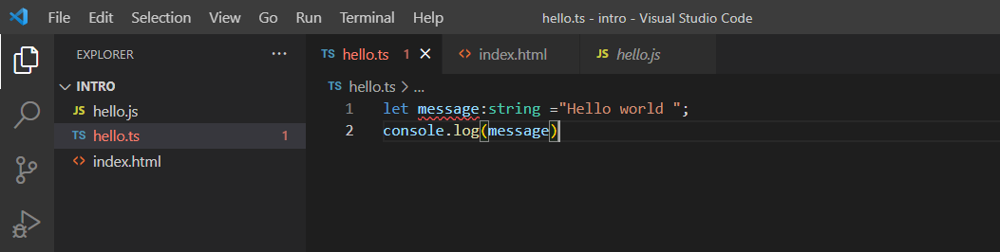 File Edit Selection View Go Run Terminal Help hello.ts - intro - Visual Studio Code
EXPLORER ···
INTRO
JS hello.js
TS hello.ts 1
<> index.html
TS hello.ts 1 × <> index.html JS hello.js
TS hello.ts > ...
1 let message:string ="Hello world ";
2 console.log(message)